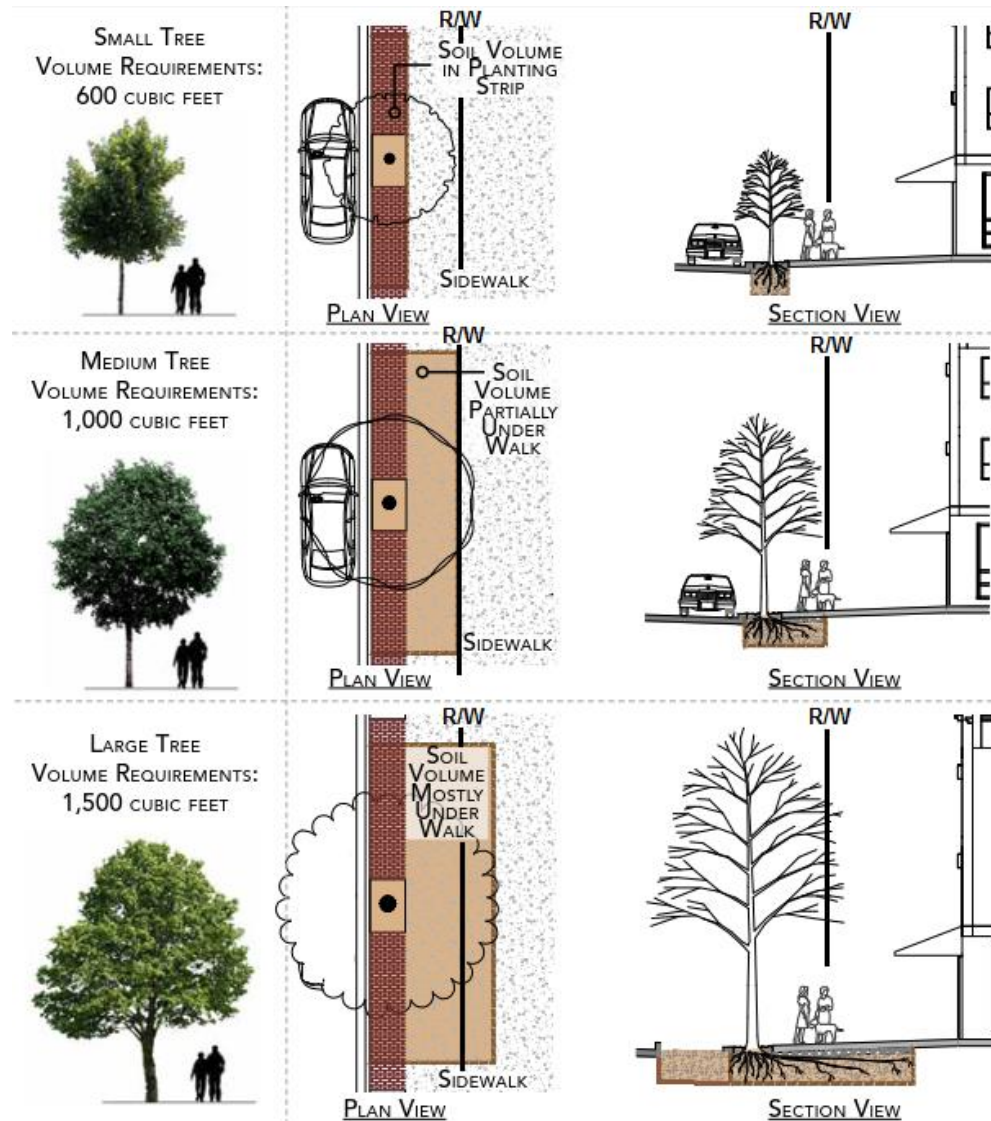 Small Tree
Volume Requirements:
600 cubic feet
R/W
Soil Volume
in Planting
Strip
Sidewalk
Plan View
R/W
Section View
Medium Tree
Volume Requirements:
1,000 cubic feet
R/W
Soil
Volume
Partially
Under
Walk
Sidewalk
Plan View
R/W
Section View
Large Tree
Volume Requirements:
1,500 cubic feet
R/W
Soil
Volume
Mostly
Under
Walk
Sidewalk
Plan View
R/W
Section View